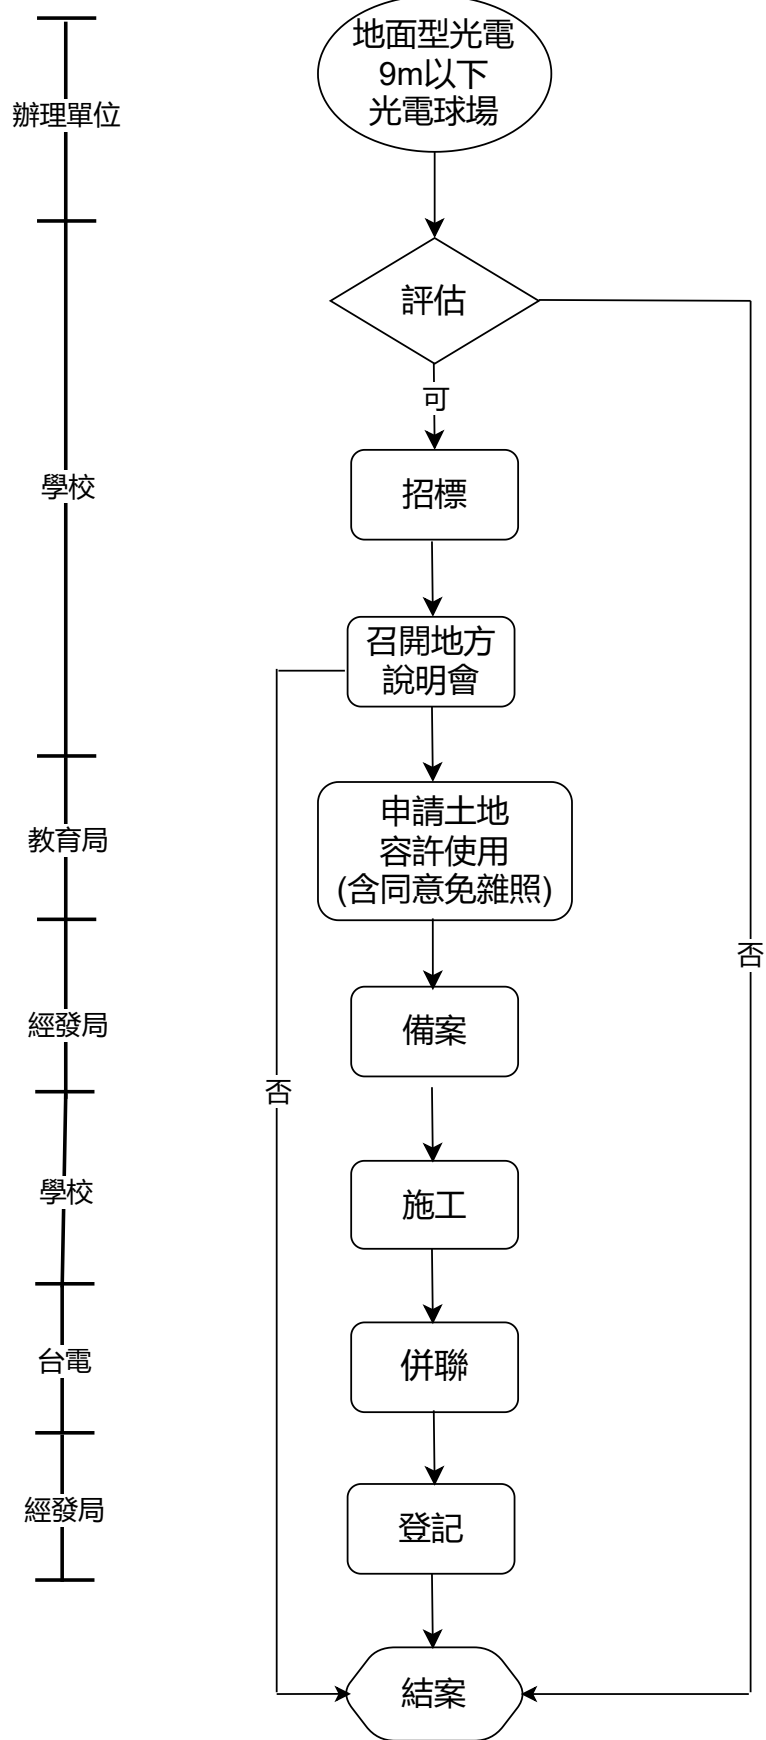 地面型光電
9m以下
光電球場
辦理單位
評估
可
招標
學校
召開地方
說明會
申請土地
容許使用
(含同意免雜照)
教育局
否
備案
經發局
否
施工
學校
併聯
台電
登記
經發局
結案